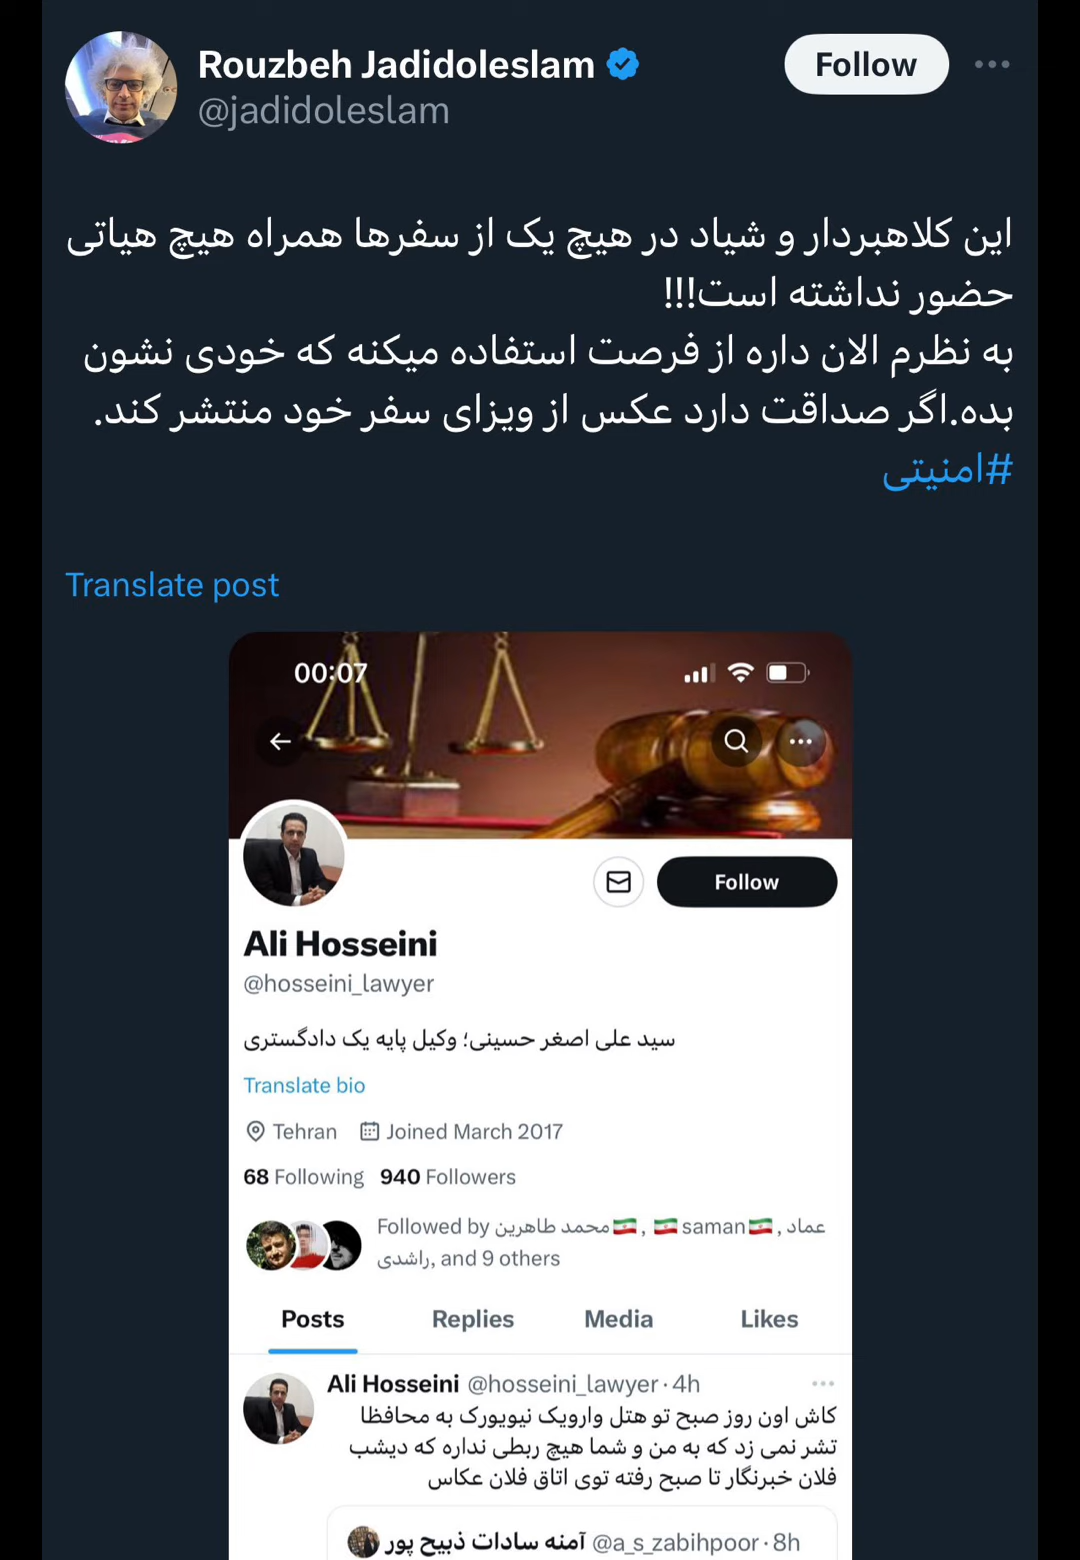 Rouzbeh Jadidoleslam
Follow
@jadidoleslam
این کلاهبردار و شیاد در هیچ یک از سفرها همراه هیچ هیاتی
حضور نداشته است!!!
به نظرم الان داره از فرصت استفاده میکنه که خودی نشون
بده.اگر صداقت دارد عکس از ویزای سفر خود منتشر کند.
#امنیتی
Translate post
00:07
Follow
Ali Hosseini
@hosseini_lawyer
سید علی اصغر حسینی؛ وکیل پایه یک دادگستری
Translate bio
Tehran Joined March 2017
68 Following 940 Followers
Followed by محمد طاهرین🇮🇷, 🇮🇷saman🇮🇷, عماد
راشدی, and 9 others
Posts Replies Media Likes
Ali Hosseini @hosseini_lawyer · 4h
کاش اون روز صبح تو هتل وارویک نیویورک به محافظا
تشر نمی زد که به من و شما هیچ ربطی نداره که دیشب
فلان خبرنگار تا صبح رفته توی اتاق فلان عکاس
آمنه سادات ذبیح پور @a_s_zabihpoor · 8h